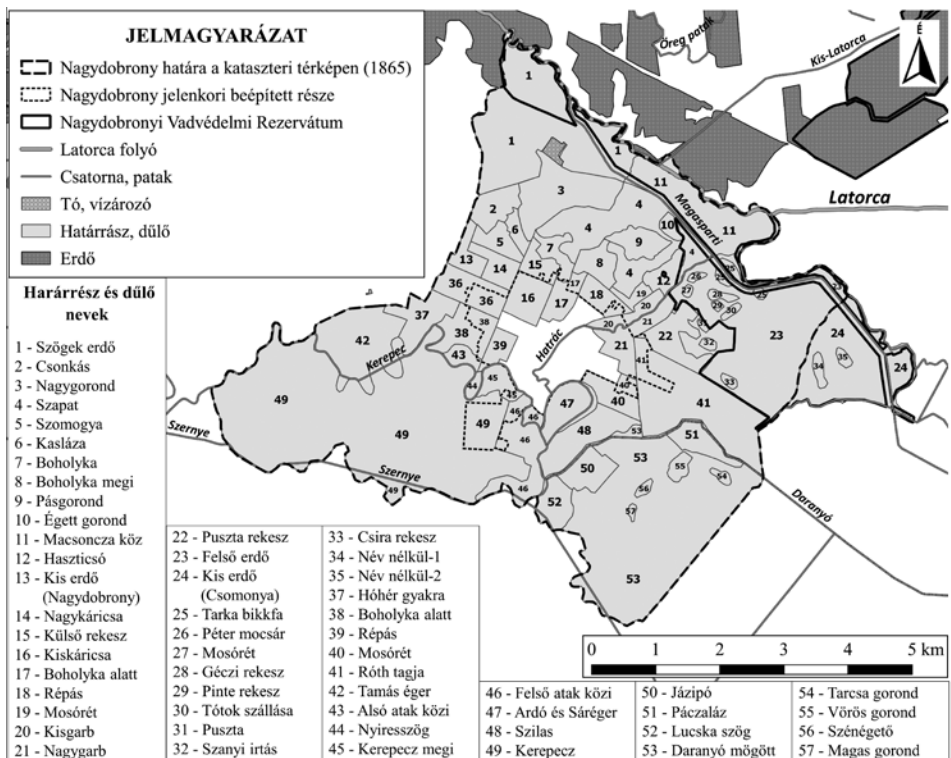 JELMAGYARÁZAT
Nagydobrony határa a kataszteri térképen (1865)
Nagydobrony jelenkori beépített része
Nagydobronyi Vadvédelmi Rezervátum
Latorca folyó
Csatorna, patak
Tó, vízározó
Határrász, dűlő
Erdő
Öreg patak
Kis-Latorca
É
Latorca
Magasparti
Hatrác
Kerepec
Szernye
Szernye
Daranyó
Harárrész és dűlő
nevek
1 - Szögek erdő
2 - Csonkás
3 - Nagygorond
4 - Szapat
5 - Szomogya
6 - Kasláza
7 - Boholyka
8 - Boholyka megi
9 - Pásgorond
10 - Égett gorond
11 - Macsoncza köz
12 - Haszticsó
13 - Kis erdő
(Nagydobrony)
14 - Nagykáricsa
15 - Külső rekesz
16 - Kiskáricsa
17 - Boholyka alatt
18 - Répás
19 - Mosórét
20 - Kisgarb
21 - Nagygarb
22 - Puszta rekesz
23 - Felső erdő
24 - Kis erdő
(Csomonya)
25 - Tarka bikkfa
26 - Péter mocsár
27 - Mosórét
28 - Géczi rekesz
29 - Pinte rekesz
30 - Tótok szállása
31 - Puszta
32 - Szanyi irtás
33 - Csira rekesz
34 - Név nélkül-1
35 - Név nélkül-2
37 - Hóhér gyakra
38 - Boholyka alatt
39 - Répás
40 - Mosórét
41 - Róth tagja
42 - Tamás éger
43 - Alsó atak közi
44 - Nyiresszög
45 - Kerepecz megi
46 - Felső atak közi
47 - Ardó és Sáréger
48 - Szilas
49 - Kerepecz
50 - Jázipó
51 - Páczaláz
52 - Lucska szög
53 - Daranyó mögött
54 - Tarcsa gorond
55 - Vörös gorond
56 - Szénégető
57 - Magas gorond
0 1 2 3 4 5 km